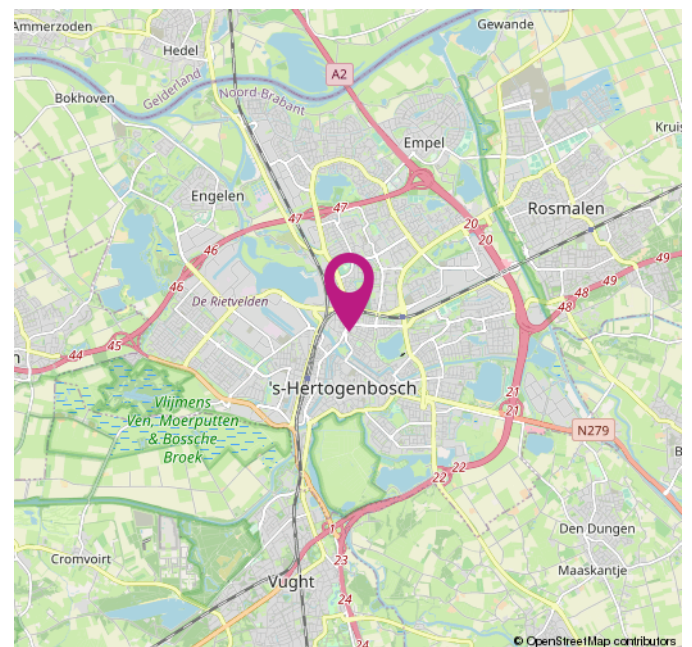 Ammerzoden
Gewande
Hedel
A2
Bokhoven
Gelderland
Noord-Brabant
Empel
Kruis
Engelen
Rosmalen
47
47
20
20
46
49
46
48
De Rietvelden
48
45
44
n
's-Hertogenbosch
21
21
Vlijmens
Ven, Moerputten
& Bossche
Broek
N279
22
22
B
1
Den Dungen
23
Cromvoirt
Maaskantje
Vught
24
24
© OpenStreetMap contributors